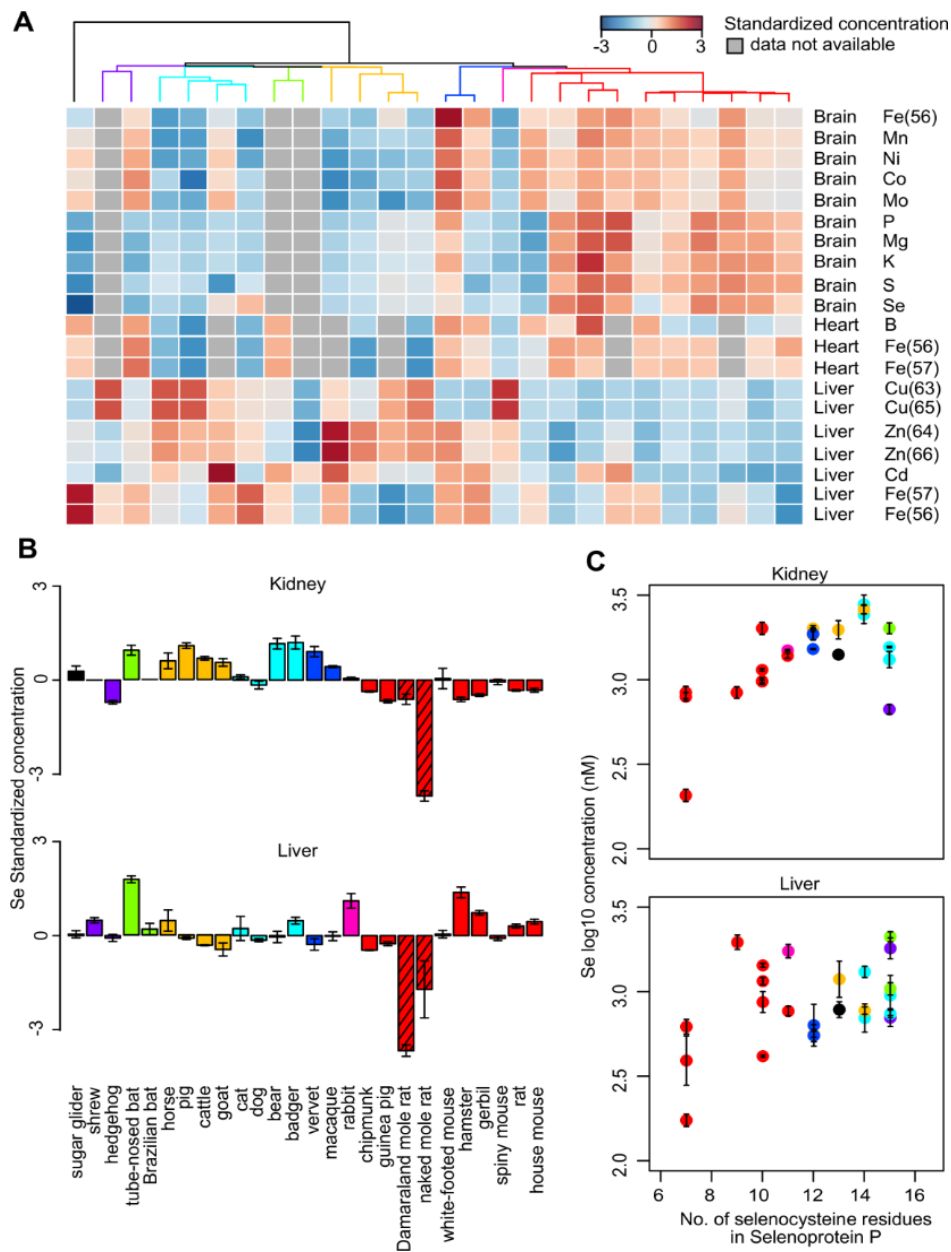 A
Standardized concentration
-3 0 3
data not available
Brain Fe(56)
Brain Mn
Brain Ni
Brain Co
Brain Mo
Brain P
Brain Mg
Brain K
Brain S
Brain Se
Heart B
Heart Fe(56)
Heart Fe(57)
Liver Cu(63)
Liver Cu(65)
Liver Zn(64)
Liver Zn(66)
Liver Cd
Liver Fe(57)
Liver Fe(56)
B
Kidney
3
0
-3
Se Standardized concentration
Liver
3
0
-3
sugar glider
shrew
hedgehog
tube-nosed bat
Brazilian bat
horse
pig
cattle
goat
cat
dog
bear
badger
vervet
macaque
rabbit
chipmunk
guinea pig
Damaraland mole rat
naked mole rat
white-footed mouse
hamster
gerbil
spiny mouse
rat
house mouse
C
Kidney
3.5
3.0
2.5
2.0
Se log10 concentration (nM)
Liver
3.5
3.0
2.5
2.0
6 8 10 12 14 16
No. of selenocysteine residues
in Selenoprotein P